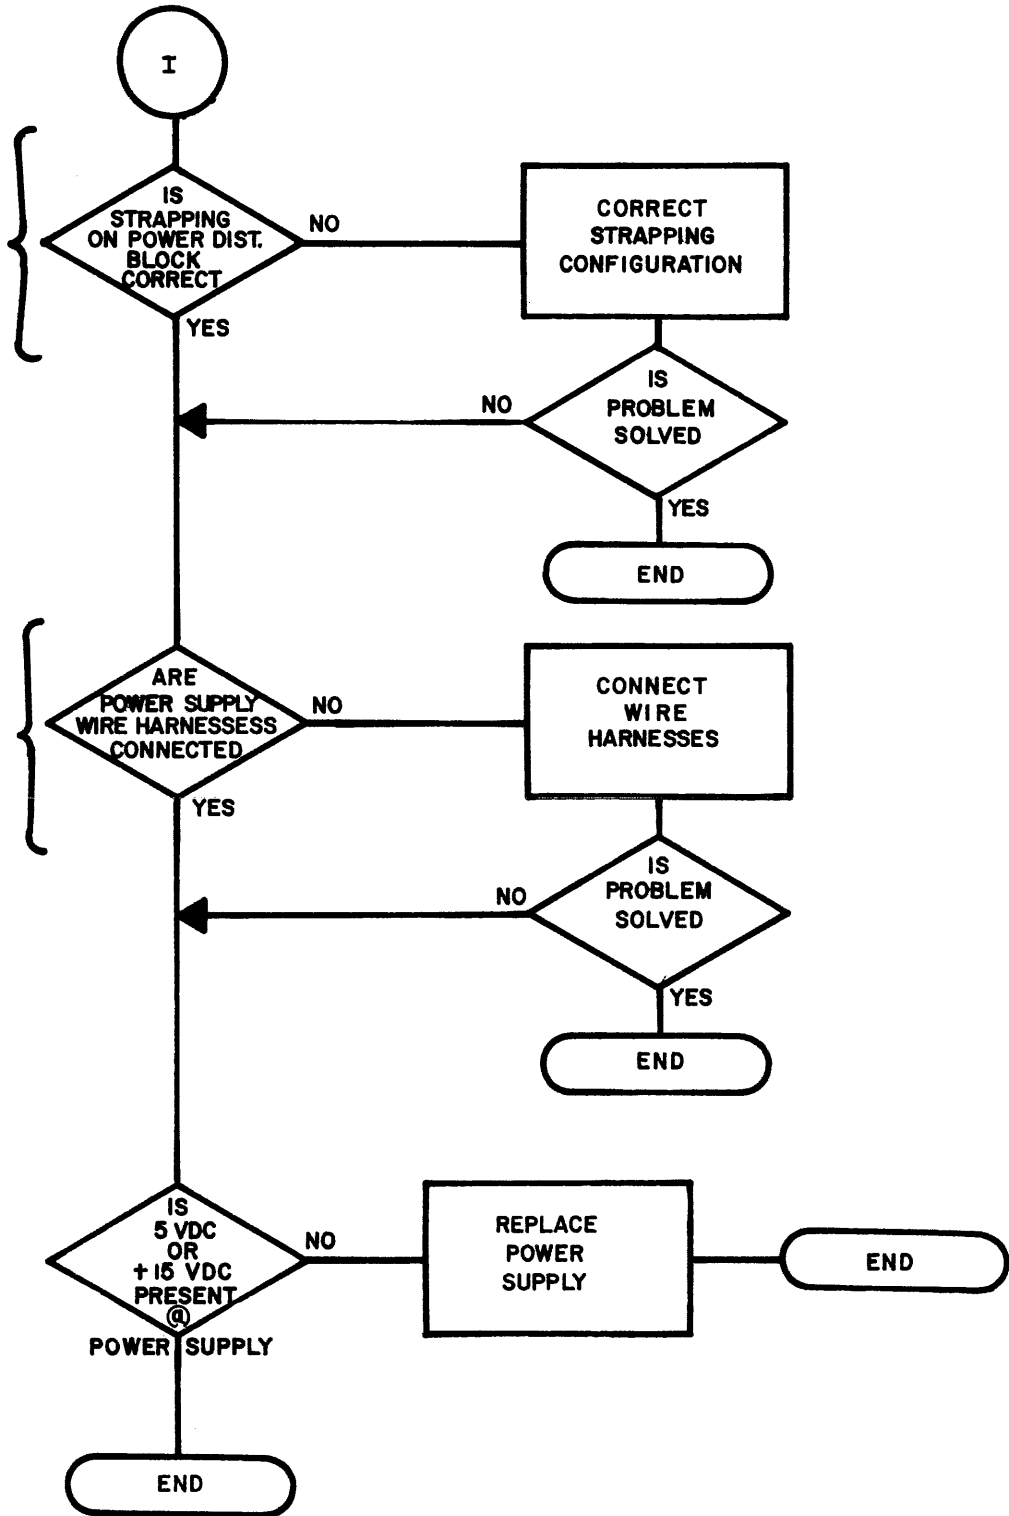 I
IS
STRAPPING
ON POWER DIST.
BLOCK
CORRECT
NO
YES
CORRECT
STRAPPING
CONFIGURATION
IS
PROBLEM
SOLVED
NO
YES
END
ARE
POWER SUPPLY
WIRE HARNESSESS
CONNECTED
NO
YES
CONNECT
WIRE
HARNESSES
IS
PROBLEM
SOLVED
NO
YES
END
IS
5 VDC
OR
+15 VDC
PRESENT
@
POWER SUPPLY
NO
REPLACE
POWER
SUPPLY
END
END